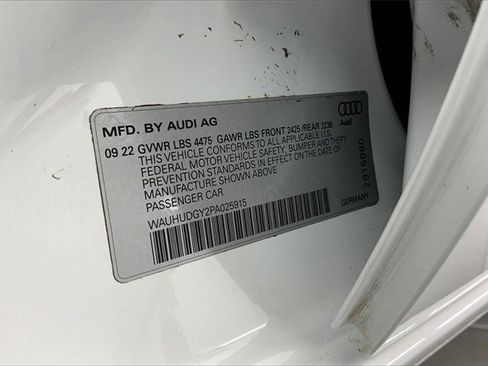 MFD. BY AUDI AG
Audi
09 22 GVWR LBS 4475 GAWR LBS FRONT 2425 /REAR 2236
THIS VEHICLE CONFORMS TO ALL APPLICABLE U.S.
FEDERAL MOTOR VEHICLE SAFETY, BUMPER AND THEFT
PREVENTION STANDARDS IN EFFECT ON THE DATE OF
MANUFACTURE SHOWN ABOVE
PASSENGER CAR
WAUHUDGY2PA025915
GERMANY
2315080